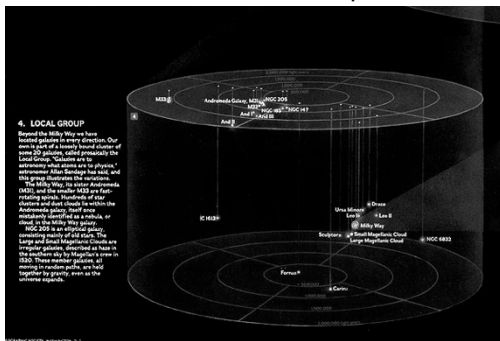 4. LOCAL GROUP
Beyond the Milky Way we have
located galaxies in every direction. Our
own is part of a loosely bound cluster of
some 20 galaxies, called prosaically the
Local Group. "Galaxies are to
astronomy what atoms are to physics,"
astronomer Allan Sandage has said, and
this group illustrates the variations.
The Milky Way, its sister Andromeda
(M31), and the smaller M33 are fast-
rotating spirals. Hundreds of star
clusters and dust clouds lie within the
Andromeda galaxy, itself once
mistakenly identified as a nebula, or
cloud, in the Milky Way galaxy.
NGC 205 is an elliptical galaxy,
consisting mainly of old stars. The
Large and Small Magellanic Clouds are
irregular galaxies, described as haze in
the southern sky by Magellan's crew in
1520. These member galaxies, all
moving in random paths, are held
together by gravity, even as the
universe expands.
4
M33
Andromeda Galaxy, M31
NGC 205
M32
NGC 185
NGC 147
And I
And III
And II
IC 1613
Draco
Ursa Minor
Leo I
Leo II
Milky Way
Sculptor
Small Magellanic Cloud
Large Magellanic Cloud
NGC 6822
Fornax
Carina